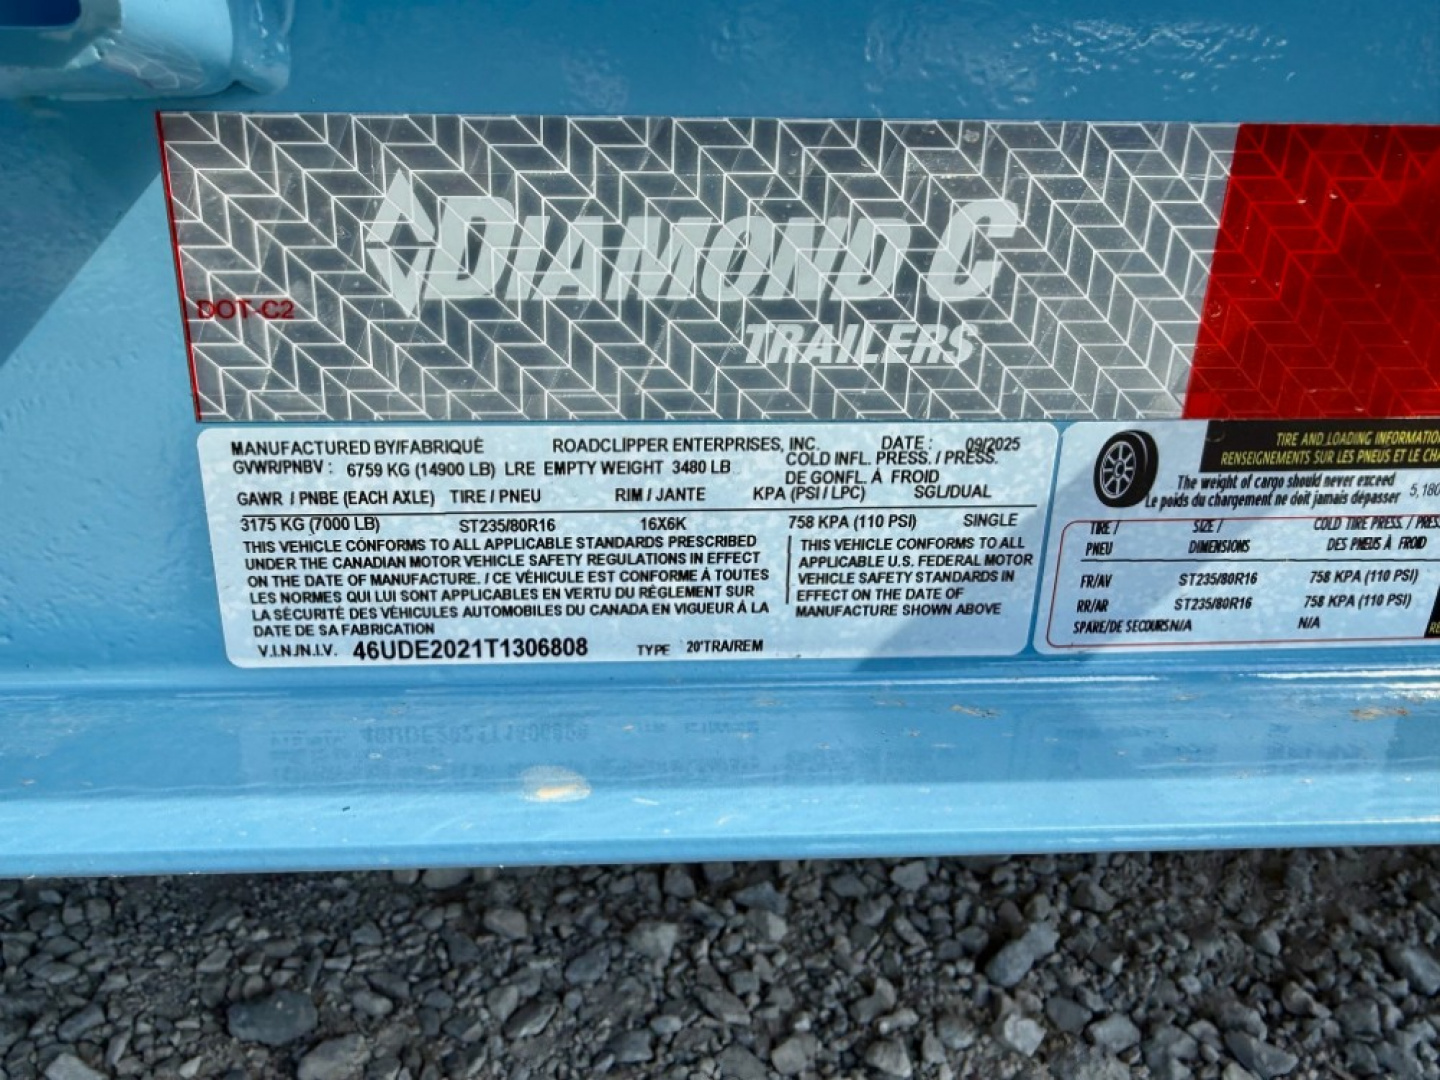 DIAMOND C
TRAILERS
DOT-C2
MANUFACTURED BY/FABRIQUÉ ROADCLIPPER ENTERPRISES, INC. DATE : 09/2025
GVWR/PNBV : 6759 KG (14900 LB) LRE EMPTY WEIGHT 3480 LB COLD INFL. PRESS. / PRESS.
DE GONFL. À FROID
GAWR / PNBE (EACH AXLE) TIRE / PNEU RIM / JANTE KPA (PSI / LPC) SGL/DUAL
3175 KG (7000 LB) ST235/80R16 16X6K 758 KPA (110 PSI) SINGLE
THIS VEHICLE CONFORMS TO ALL APPLICABLE STANDARDS PRESCRIBED
UNDER THE CANADIAN MOTOR VEHICLE SAFETY REGULATIONS IN EFFECT
ON THE DATE OF MANUFACTURE. / CE VÉHICULE EST CONFORME À TOUTES
LES NORMES QUI LUI SONT APPLICABLES EN VERTU DU RÈGLEMENT SUR
LA SÉCURITÉ DES VÉHICULES AUTOMOBILES DU CANADA EN VIGUEUR À LA
DATE DE SA FABRICATION
THIS VEHICLE CONFORMS TO ALL
APPLICABLE U.S. FEDERAL MOTOR
VEHICLE SAFETY STANDARDS IN
EFFECT ON THE DATE OF
MANUFACTURE SHOWN ABOVE
V.I.N./N.I.V. 46UDE2021T1306808 TYPE 20'TRA/REM
TIRE AND LOADING INFORMATION
RENSEIGNEMENTS SUR LES PNEUS ET LE
The weight of cargo should never exceed
Le poids du chargement ne doit jamais dépasser 5,180
TIRE / SIZE / COLD TIRE PRESS. /
PNEU DIMENSIONS DES PNEUS À FROID
FR/AV ST235/80R16 758 KPA (110 PSI)
RR/AR ST235/80R16 758 KPA (110 PSI)
SPARE/DE SECOURS N/A N/A